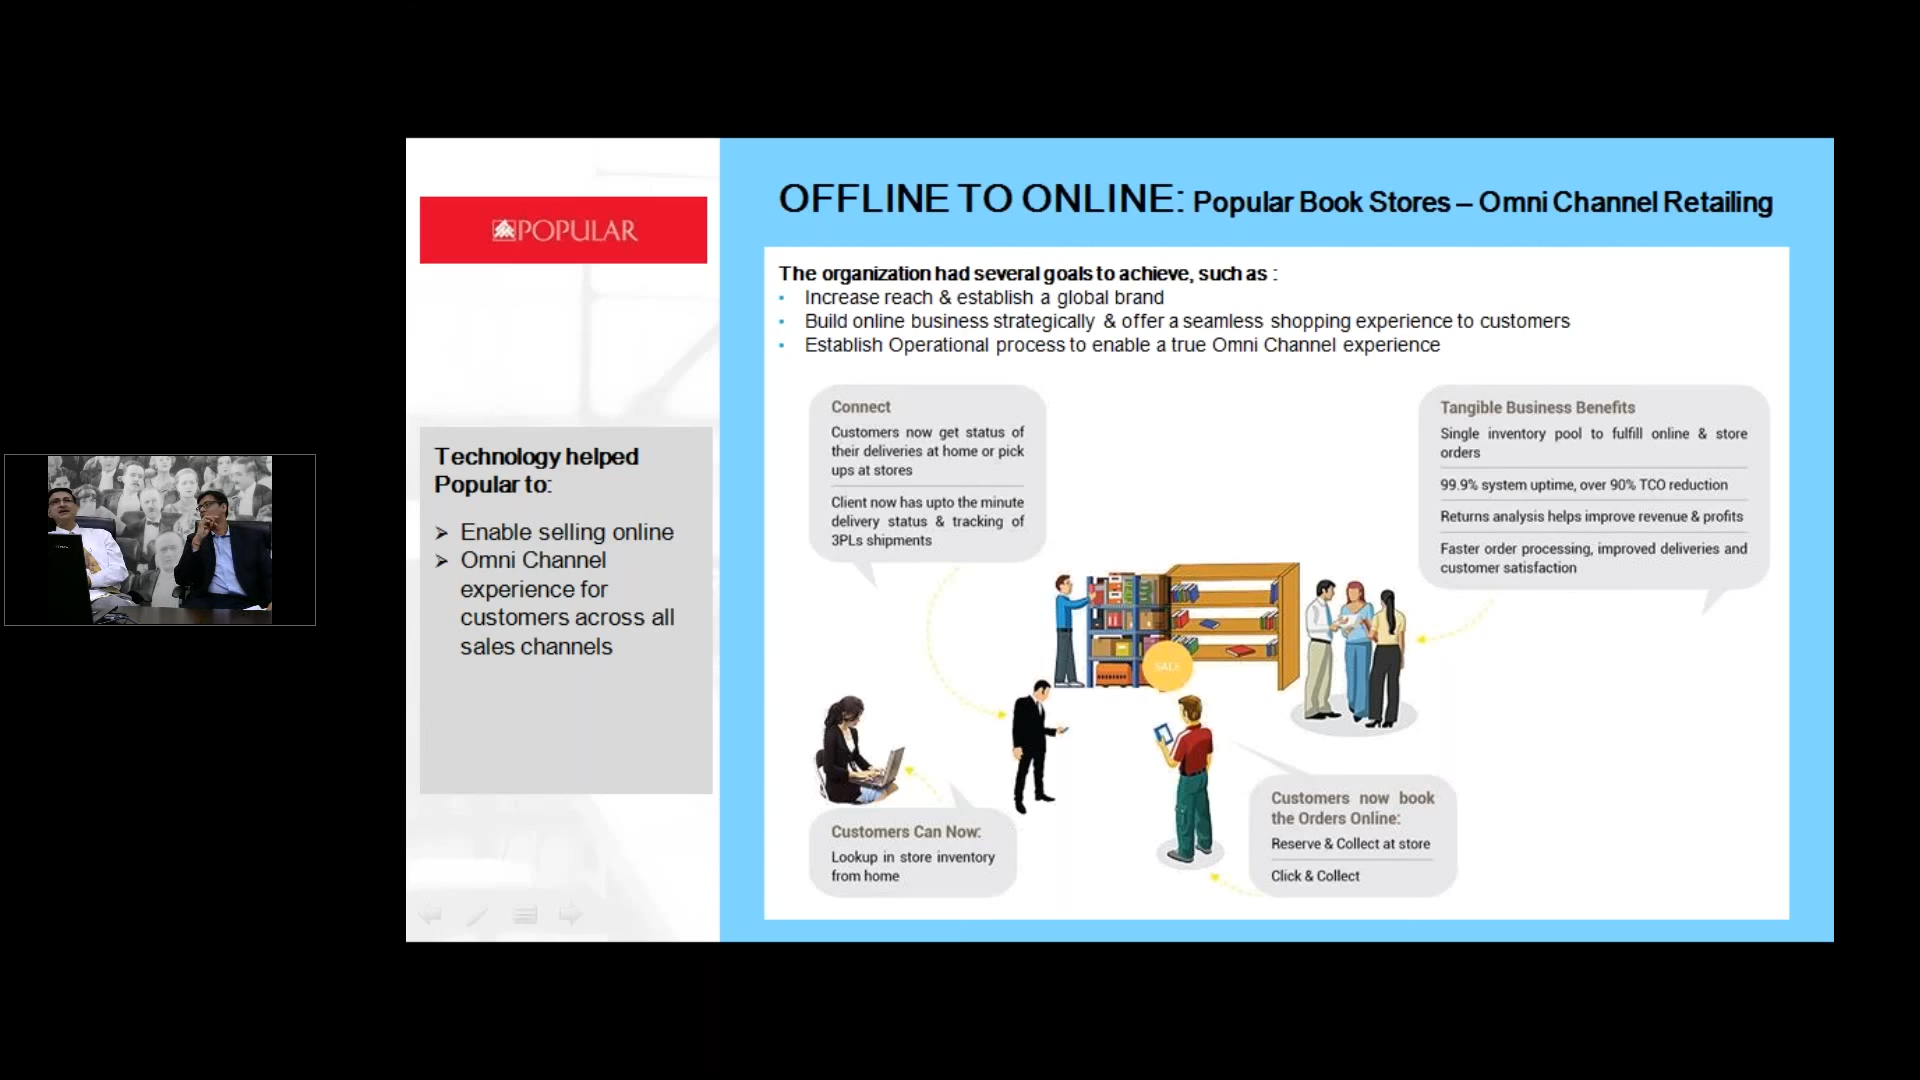 POPULAR
OFFLINE TO ONLINE: Popular Book Stores – Omni Channel Retailing
Technology helped
Popular to:
➢ Enable selling online
➢ Omni Channel
experience for
customers across all
sales channels
The organization had several goals to achieve, such as :
• Increase reach & establish a global brand
• Build online business strategically & offer a seamless shopping experience to customers
• Establish Operational process to enable a true Omni Channel experience
Connect
Customers now get status of
their deliveries at home or pick
ups at stores
Client now has upto the minute
delivery status & tracking of
3PLs shipments
Tangible Business Benefits
Single inventory pool to fulfill online & store
orders
99.9% system uptime, over 90% TCO reduction
Returns analysis helps improve revenue & profits
Faster order processing, improved deliveries and
customer satisfaction
SALE
Customers Can Now:
Lookup in store inventory
from home
Customers now book
the Orders Online:
Reserve & Collect at store
Click & Collect